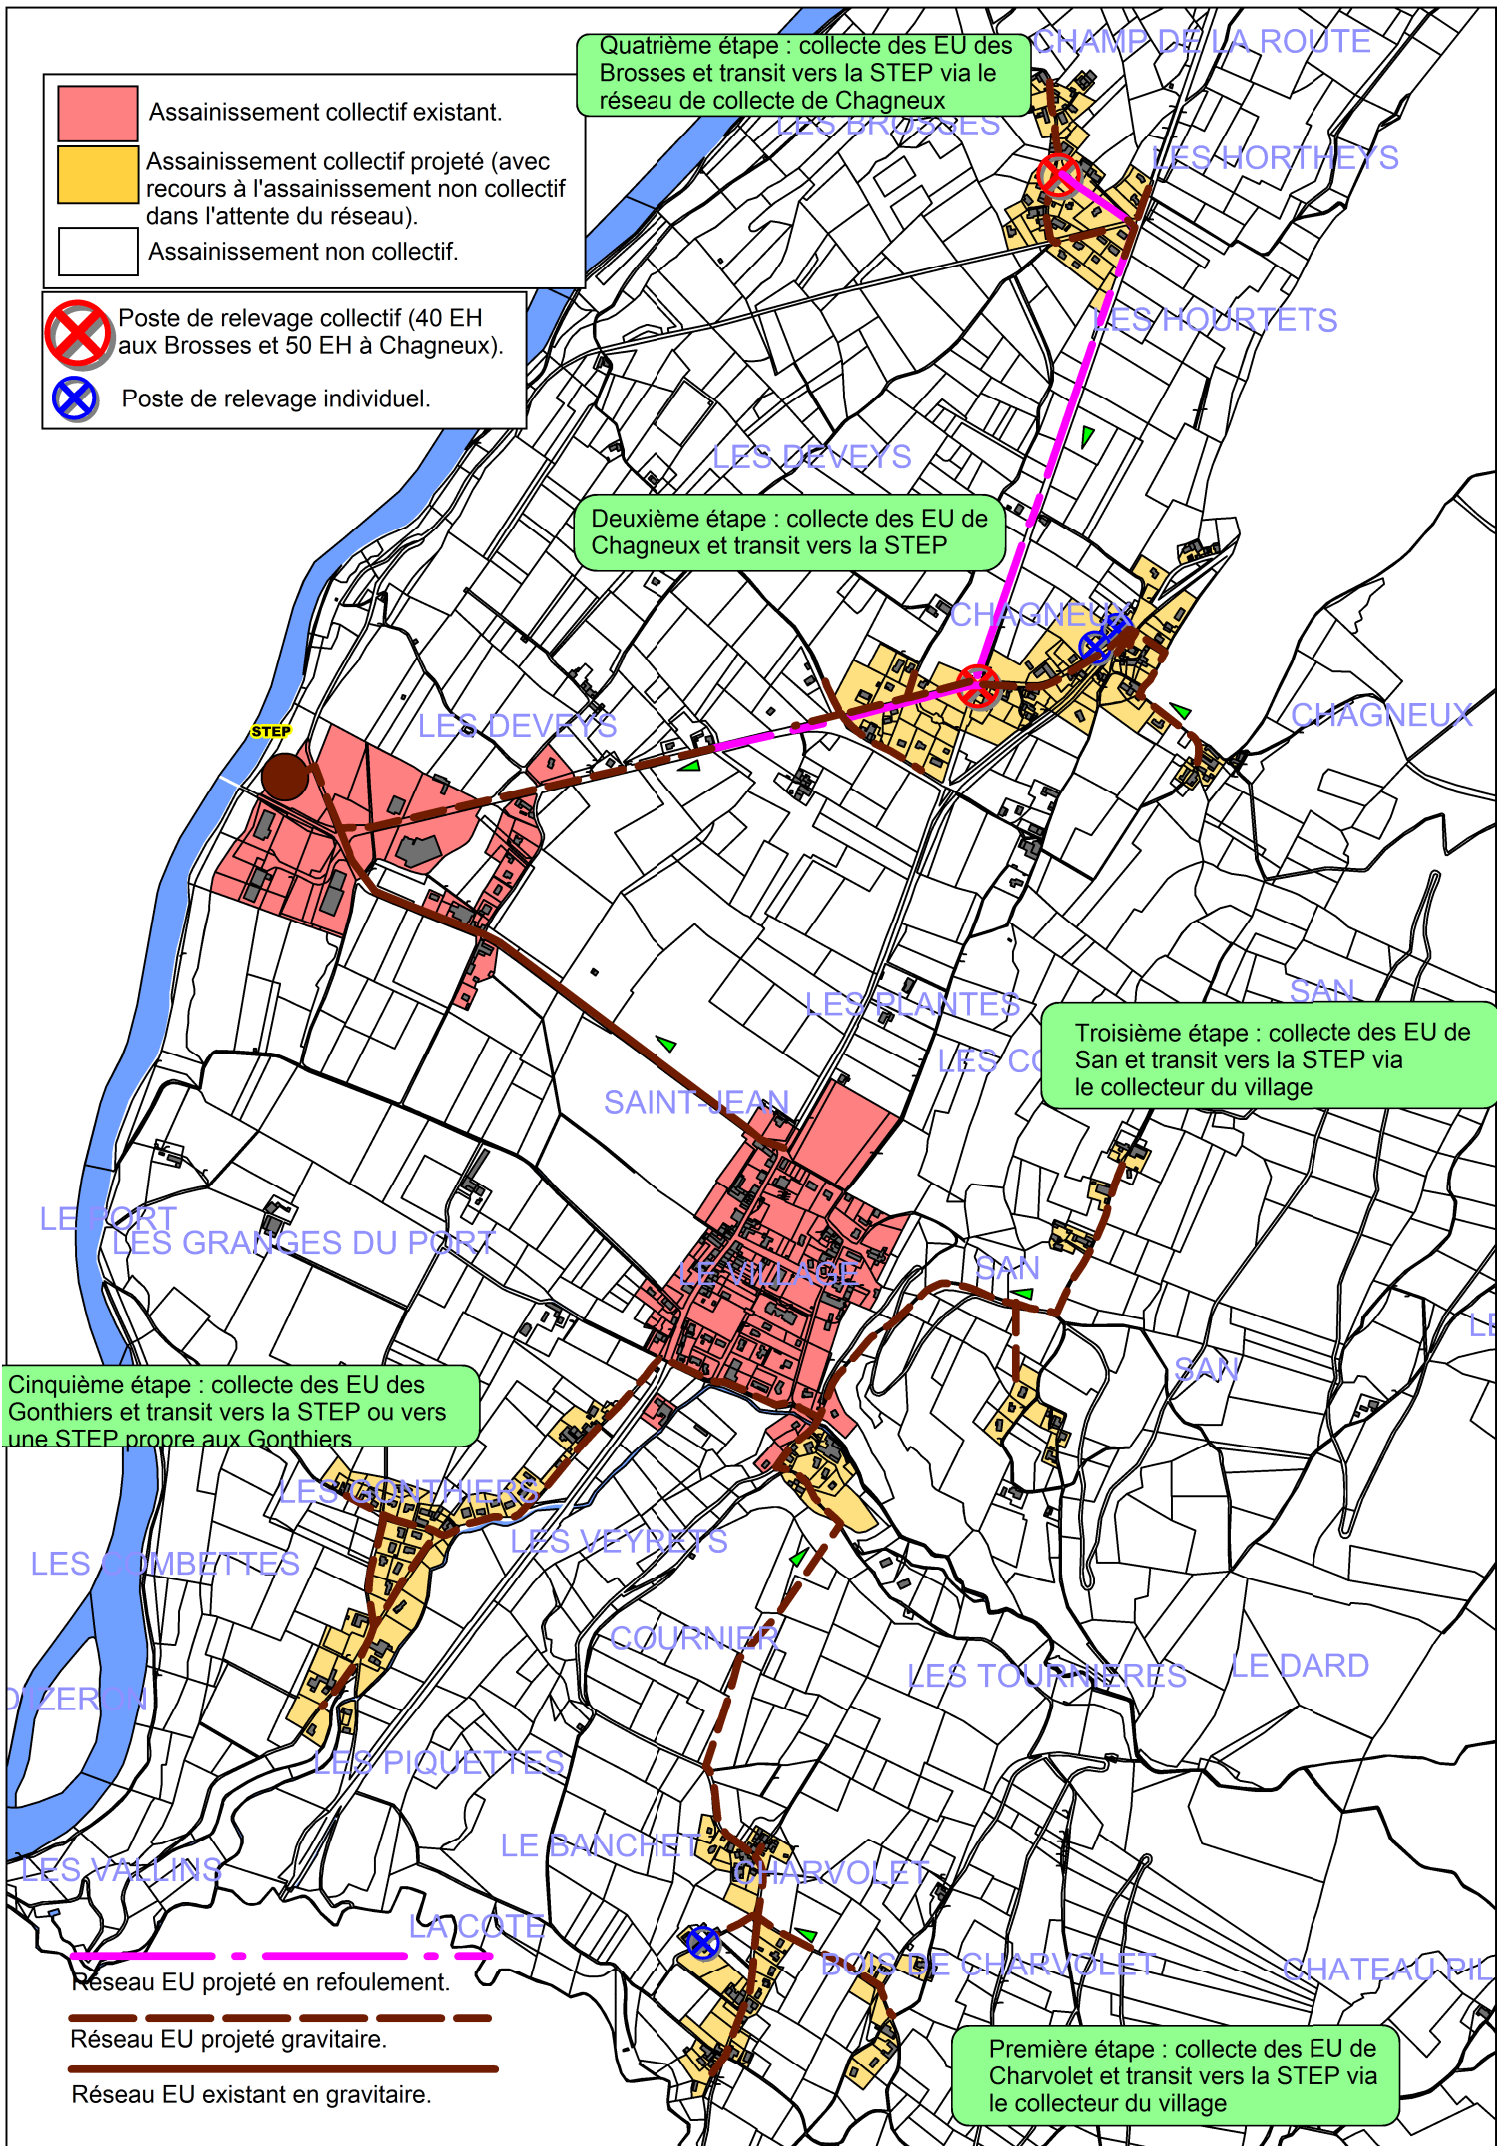 Quatrième étape : collecte des EU des
Brosses et transit vers la STEP via le
réseau de collecte de Chagneux
CHAMP DE LA ROUTE
Assainissement collectif existant.
Assainissement collectif projeté (avec
recours à l'assainissement non collectif
dans l'attente du réseau).
Assainissement non collectif.
LES BROSSES
LES HORTHEYS
Poste de relevage collectif (40 EH
aux Brosses et 50 EH à Chagneux).
Poste de relevage individuel.
LES HOURTETS
LES DEVEYS
Deuxième étape : collecte des EU de
Chagneux et transit vers la STEP
CHAGNEUX
CHAGNEUX
LES DEVEYS
STEP
LES PLANTES
SAN
LES CO
Troisième étape : collecte des EU de
San et transit vers la STEP via
le collecteur du village
SAINT-JEAN
LE PORT
LES GRANGES DU PORT
LE VILLAGE
SAN
LE
SAN
Cinquième étape : collecte des EU des
Gonthiers et transit vers la STEP ou vers
une STEP propre aux Gonthiers
LES GONTHIERS
LES VEYRETS
LES COMBETTES
COURNIER
LES TOURNIERES
LE DARD
IZERON
LES PIQUETTES
LE BANCHET
CHARVOLET
LES VALLINS
LA COTE
BOIS DE CHARVOLET
CHATEAU PIL
Réseau EU projeté en refoulement.
Réseau EU projeté gravitaire.
Réseau EU existant en gravitaire.
Première étape : collecte des EU de
Charvolet et transit vers la STEP via
le collecteur du village